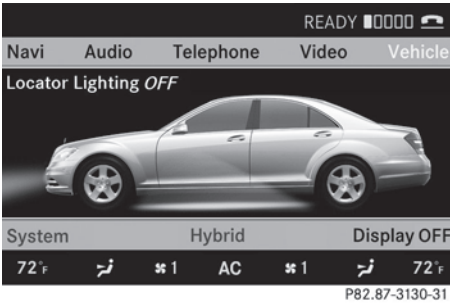 READY
Navi Audio Telephone Video Vehicle
Locator Lighting OFF
System Hybrid Display OFF
72°F 1 AC 1 72°F
P82.87-3130-31